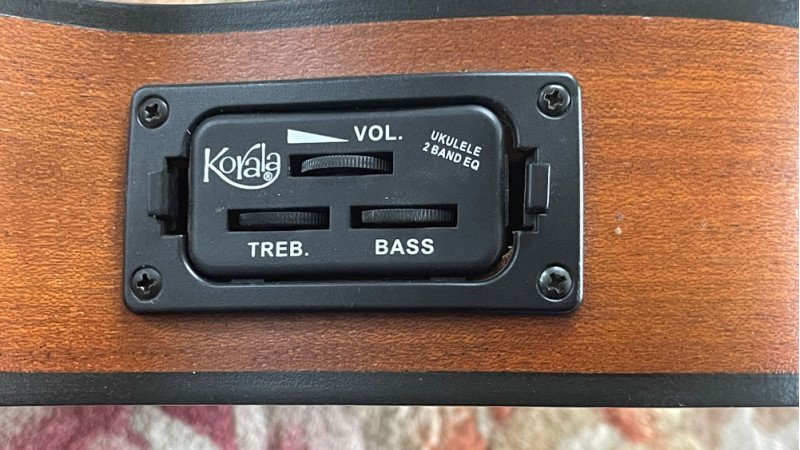 Korala®
VOL.
UKULELE
2 BAND EQ
TREB.
BASS